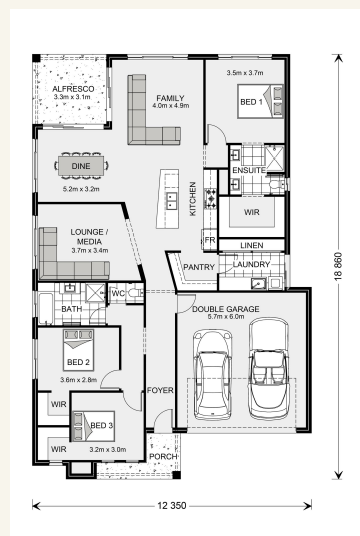 ALFRESCO
3.3m x 3.1m
FAMILY
4.0m x 4.9m
3.5m x 3.7m
BED 1
DINE
5.2m x 3.2m
ENSUITE
KITCHEN
WIR
LOUNGE /
MEDIA
3.7m x 3.4m
FR
LINEN
PANTRY
LAUNDRY
WC
BATH
DOUBLE GARAGE
5.7m x 6.0m
BED 2
3.6m x 2.8m
FOYER
WIR
BED 3
3.2m x 3.0m
WIR
PORCH
18 860
12 350